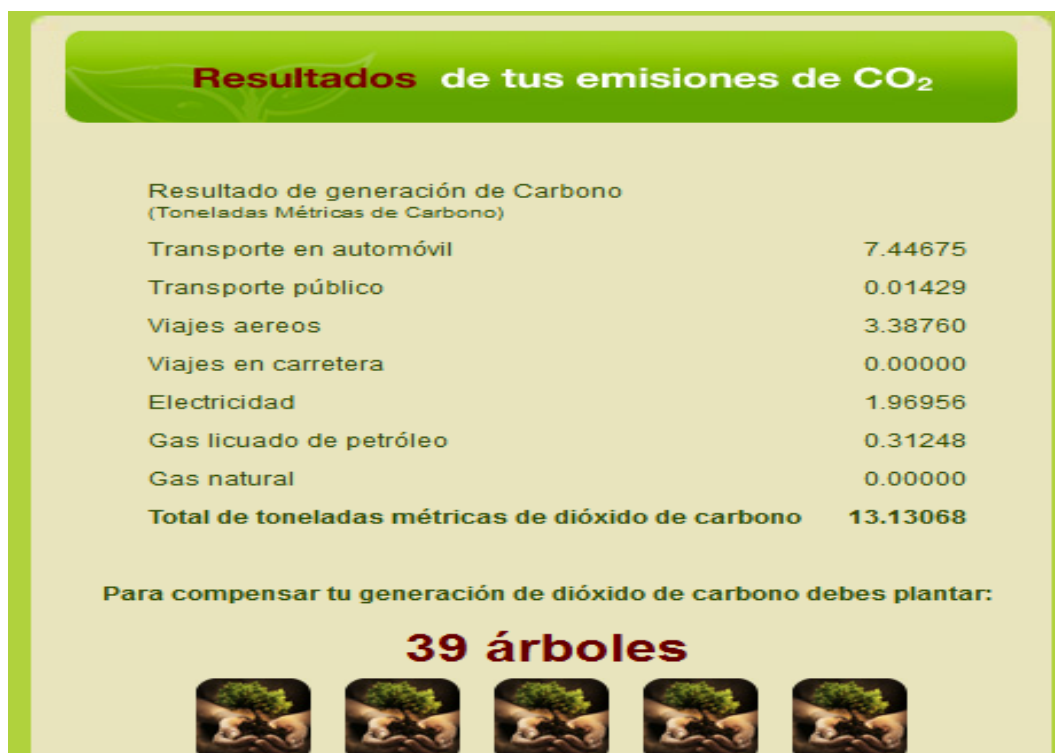 Resultados de tus emisiones de CO₂
Resultado de generación de Carbono
(Toneladas Métricas de Carbono)
Transporte en automóvil 7.44675
Transporte público 0.01429
Viajes aereos 3.38760
Viajes en carretera 0.00000
Electricidad 1.96956
Gas licuado de petróleo 0.31248
Gas natural 0.00000
Total de toneladas métricas de dióxido de carbono 13.13068
Para compensar tu generación de dióxido de carbono debes plantar:
39 árboles